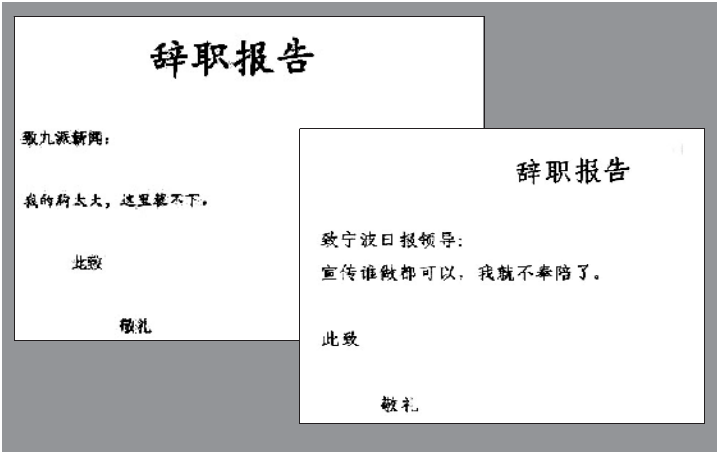 辞职报告
致九派新闻:
我的胸太大，这里装不下。
此致
敬礼
辞职报告
致宁波日报领导:
宣传谁做都可以，我就不奉陪了。
此致
敬礼